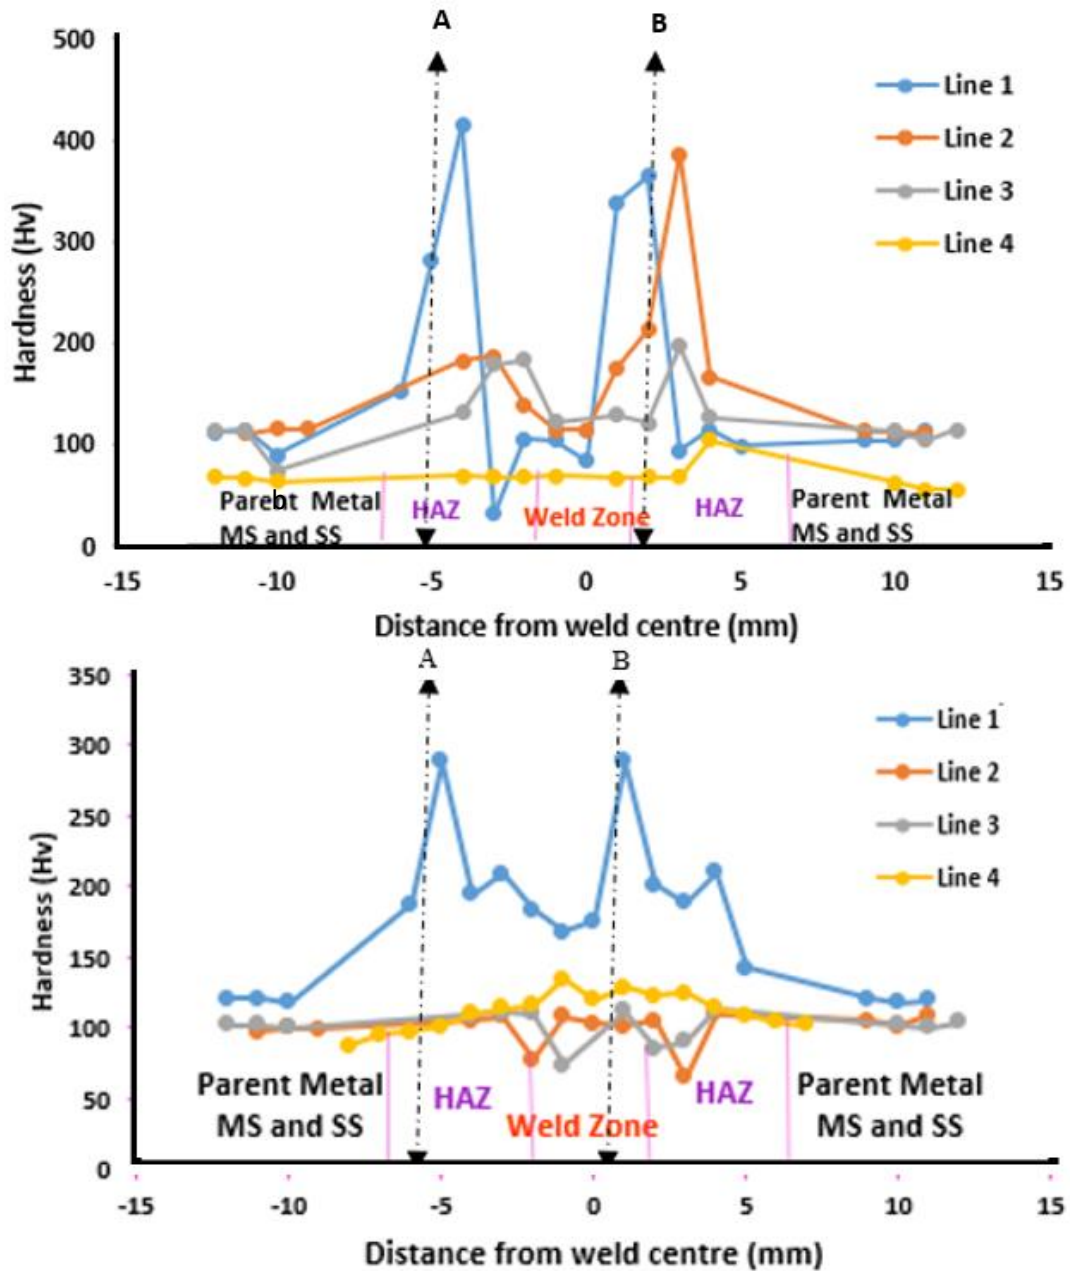 A
B
500
400
300
200
100
0
Hardness (Hv)
Line 1
Line 2
Line 3
Line 4
b
Parent Metal
MS and SS
HAZ
Weld Zone
HAZ
Parent Metal
MS and SS
-15 -10 -5 0 5 10 15
Distance from weld centre (mm)
A
B
350
300
250
200
150
100
50
0
Hardness (Hv)
Line 1
Line 2
Line 3
Line 4
Parent Metal
MS and SS
HAZ
Weld Zone
HAZ
Parent Metal
MS and SS
-15 -10 -5 0 5 10 15
Distance from weld centre (mm)